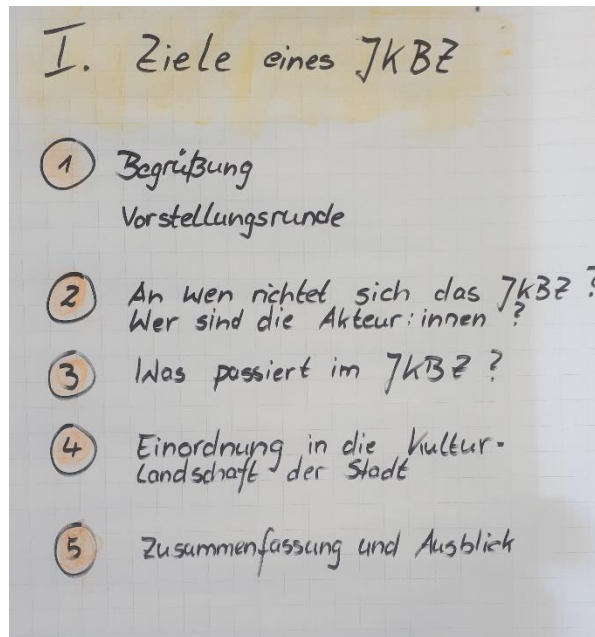 I. Ziele eines JKBZ
1 Begrüßung
Vorstellungsrunde
2 An wen richtet sich das JKBZ ?
Wer sind die Akteur:innen ?
3 Was passiert im JKBZ ?
4 Einordnung in die Kultur-
Landschaft der Stadt
5 Zusammenfassung und Ausblick